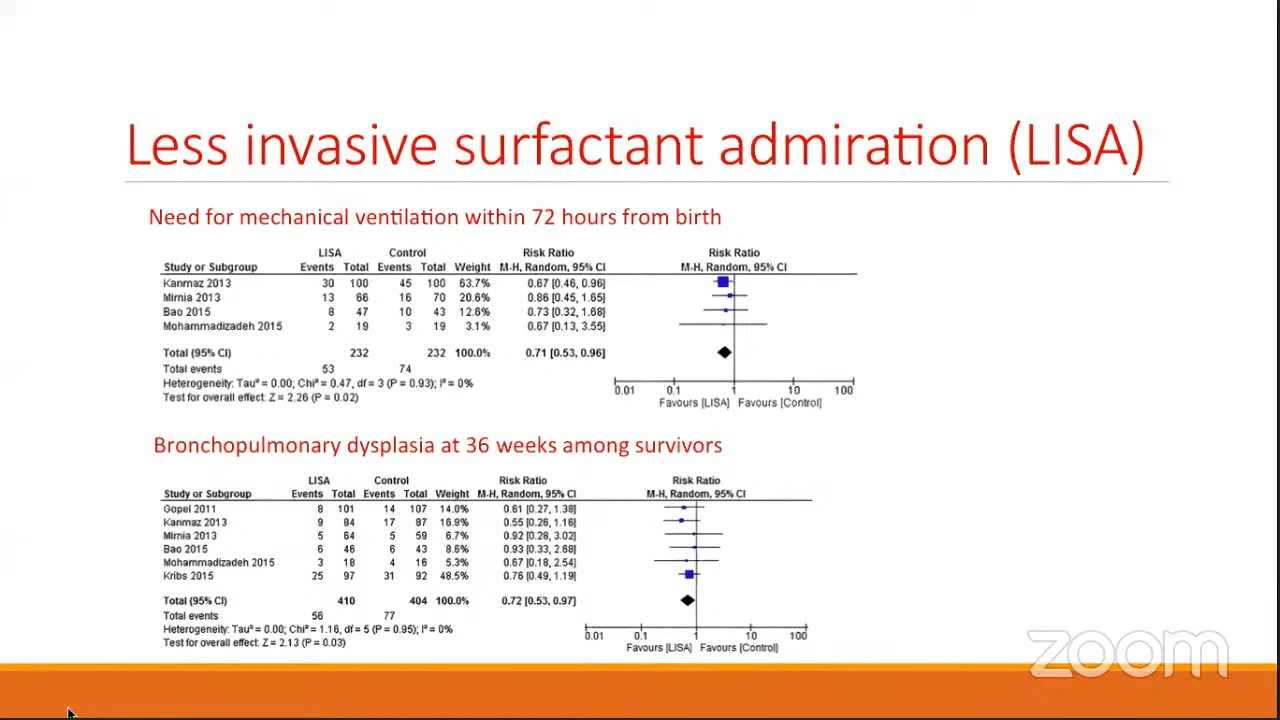 Less invasive surfactant admiration (LISA)
Need for mechanical ventilation within 72 hours from birth
LISA Control Risk Ratio Risk Ratio
Study or Subgroup Events Total Events Total Weight M-H, Random, 95% CI M-H, Random, 95% CI
Kanmaz 2013 30 100 45 100 63.7% 0.67 [0.46, 0.96]
Mirnia 2013 13 66 16 70 20.6% 0.86 [0.45, 1.65]
Bao 2015 8 47 10 43 12.6% 0.73 [0.32, 1.68]
Mohammadizadeh 2015 2 19 3 19 3.1% 0.67 [0.13, 3.55]
Total (95% CI) 232 232 100.0% 0.71 [0.53, 0.96]
Total events 53 74
Heterogeneity: Tau² = 0.00; Chi² = 0.47, df = 3 (P = 0.93); I² = 0%
Test for overall effect: Z = 2.26 (P = 0.02)
0.01 0.1 1 10 100
Favours [LISA] Favours [Control]
Bronchopulmonary dysplasia at 36 weeks among survivors
LISA Control Risk Ratio Risk Ratio
Study or Subgroup Events Total Events Total Weight M-H, Random, 95% CI M-H, Random, 95% CI
Gopel 2011 8 101 14 107 14.0% 0.61 [0.27, 1.38]
Kanmaz 2013 9 84 17 87 16.9% 0.55 [0.26, 1.16]
Mirnia 2013 5 64 5 59 6.7% 0.92 [0.28, 3.02]
Bao 2015 6 46 6 43 8.6% 0.93 [0.33, 2.68]
Mohammadizadeh 2015 3 18 4 16 5.3% 0.67 [0.18, 2.54]
Kribs 2015 25 97 31 92 48.5% 0.76 [0.49, 1.19]
Total (95% CI) 410 404 100.0% 0.72 [0.53, 0.97]
Total events 56 77
Heterogeneity: Tau² = 0.00; Chi² = 1.16, df = 5 (P = 0.95); I² = 0%
Test for overall effect: Z = 2.13 (P = 0.03)
0.01 0.1 1 10 100
Favours [LISA] Favours [Control]
zoom